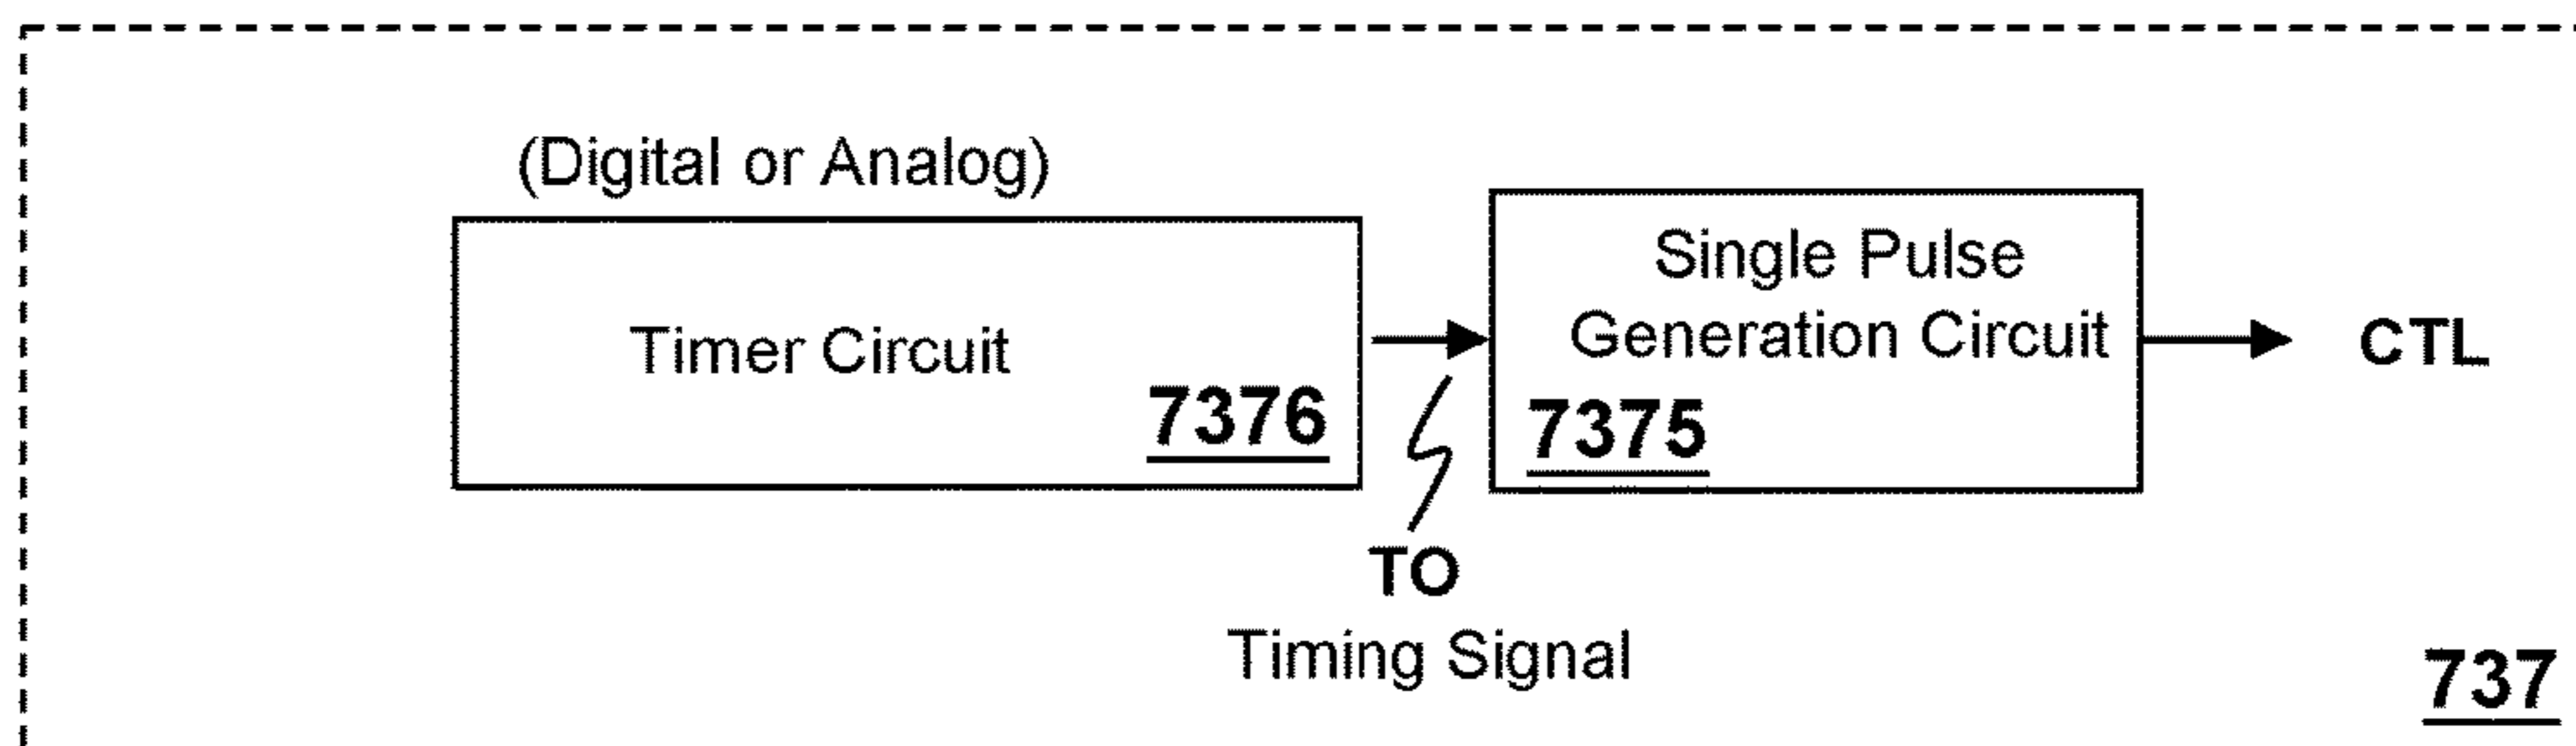 (Digital or Analog)
Timer Circuit
7376
Single Pulse
Generation Circuit
7375
CTL
TO
Timing Signal
737